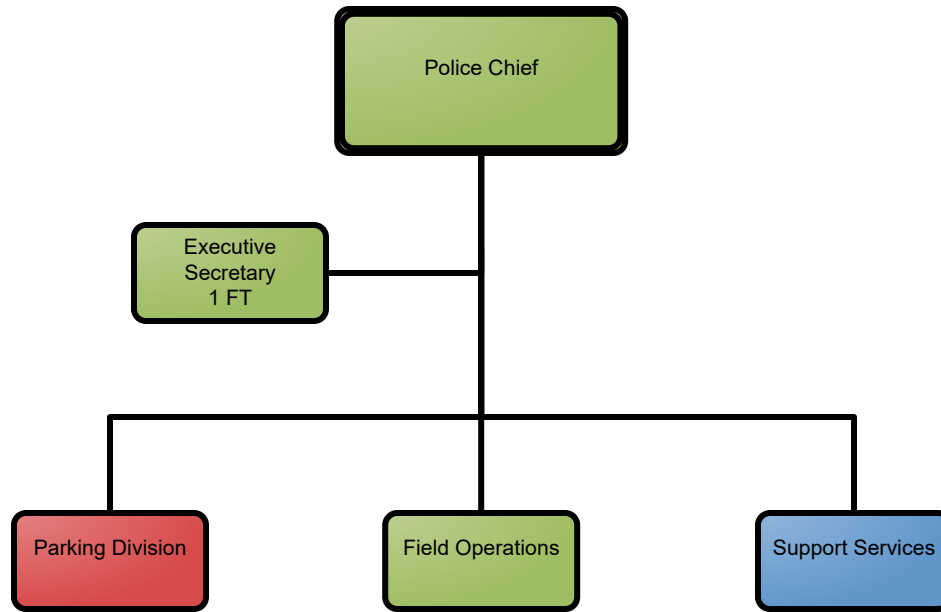 Police Chief
Executive
Secretary
1 FT
Parking Division
Field Operations
Support Services